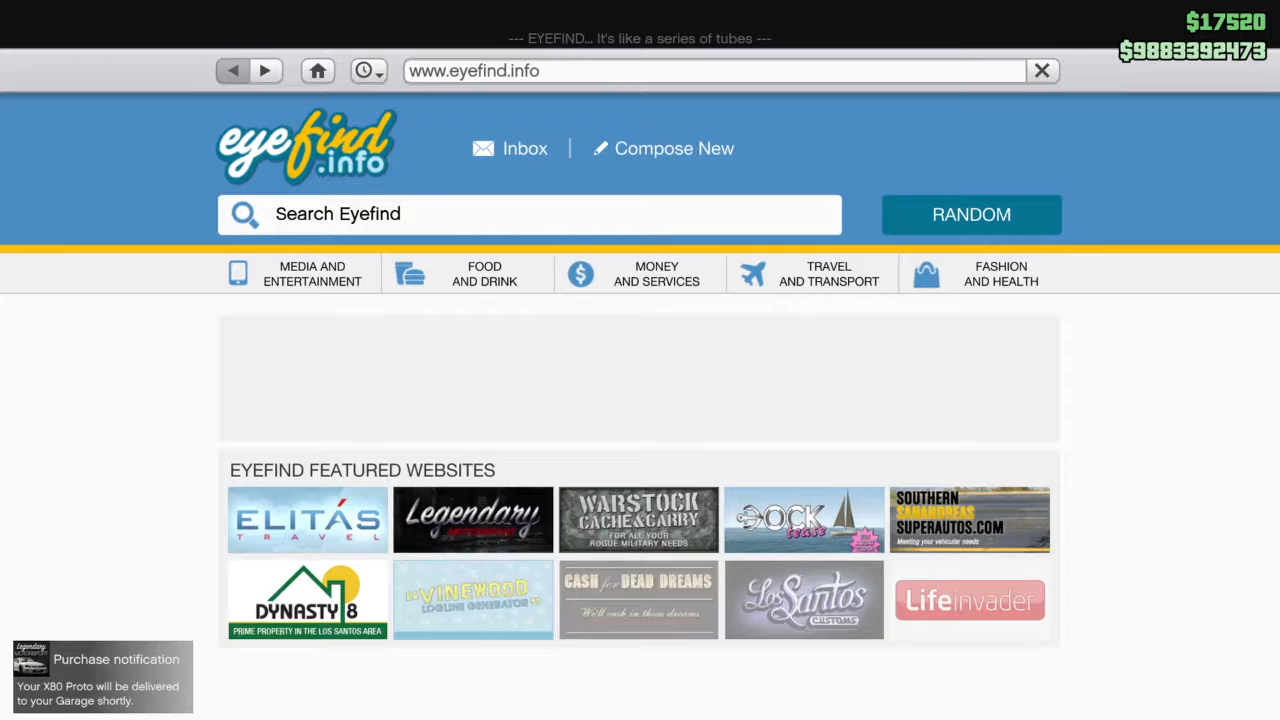 $17520
--- EYEFIND... It's like a series of tubes ---
$9883392473
www.eyefind.info
eyefind
.info
Inbox
Compose New
Search Eyefind
RANDOM
MEDIA AND
ENTERTAINMENT
FOOD
AND DRINK
MONEY
AND SERVICES
TRAVEL
AND TRANSPORT
FASHION
AND HEALTH
EYEFIND FEATURED WEBSITES
ELITÁS
TRAVEL
Legendary
MOTORSPORT
WARSTOCK
CACHE&CARRY
FOR ALL YOUR
ROGUE MILITARY NEEDS
DOCK
tease
SOUTHERN
SANANDREAS
SUPERAUTOS.COM
Meeting your vehicular needs
DYNASTY 8
PRIME PROPERTY IN THE LOS SANTOS AREA
"VINEWOOD"
LOGLINE GENERATOR
CASH for DEAD DREAMS
We'll cash in those dreams
Los Santos
CUSTOMS
Lifeinvader
Legendary
MOTORSPORT
Purchase notification
Your X80 Proto will be delivered
to your Garage shortly.